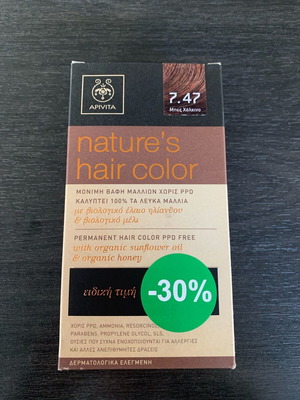 APIVITA
7.47
Μπεζ Χάλκινο
nature's
hair color
ΜΟΝΙΜΗ ΒΑΦΗ ΜΑΛΛΙΩΝ ΧΩΡΙΣ PPD
ΚΑΛΥΠΤΕΙ 100% ΤΑ ΛΕΥΚΑ ΜΑΛΛΙΑ
με βιολογικό έλαιο ηλίανθου
& βιολογικό μέλι
PERMANENT HAIR COLOR PPD FREE
with organic sunflower oil
& organic honey
ειδική τιμή
-30%
ΧΩΡΙΣ PPD, ΑΜΜΩΝΙΑ, RESORCINOL
PARABENS, PROPYLENE GLYCOL, SLS,
ΟΥΣΙΕΣ ΠΟΥ ΣΥΧΝΑ ΕΝΟΧΟΠΟΙΟΥΝΤΑΙ ΓΙΑ ΑΛΛΕΡΓΙΕΣ
ΚΑΙ ΑΛΛΕΣ ΑΝΕΠΙΘΥΜΗΤΕΣ ΔΡΑΣΕΙΣ
ΔΕΡΜΑΤΟΛΟΓΙΚΑ ΕΛΕΓΜΕΝΗ